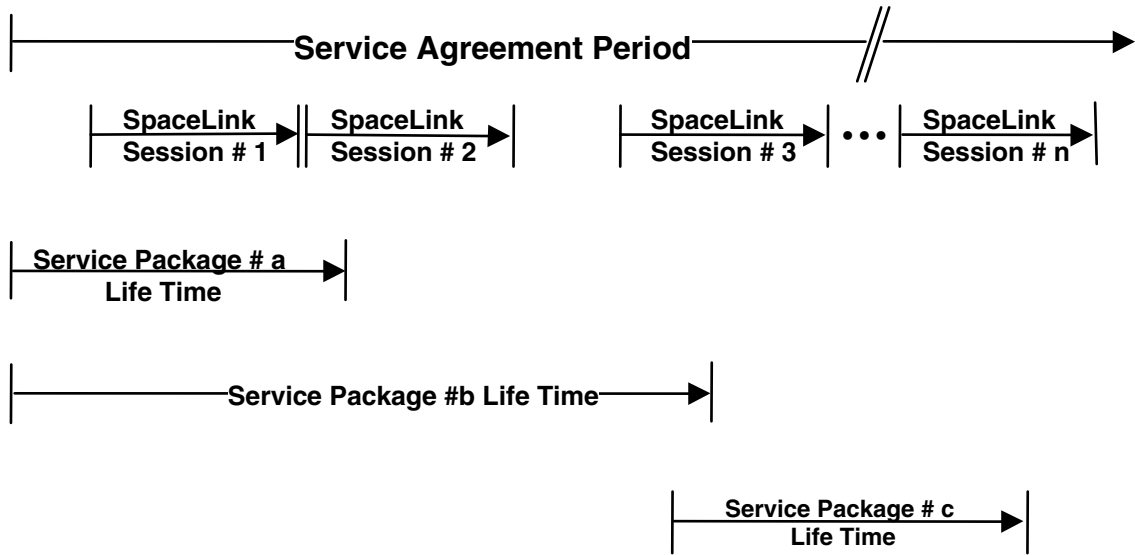 Service Agreement Period
SpaceLink
Session # 1
SpaceLink
Session # 2
SpaceLink
Session # 3
•••
SpaceLink
Session # n
Service Package # a
Life Time
Service Package #b Life Time
Service Package # c
Life Time